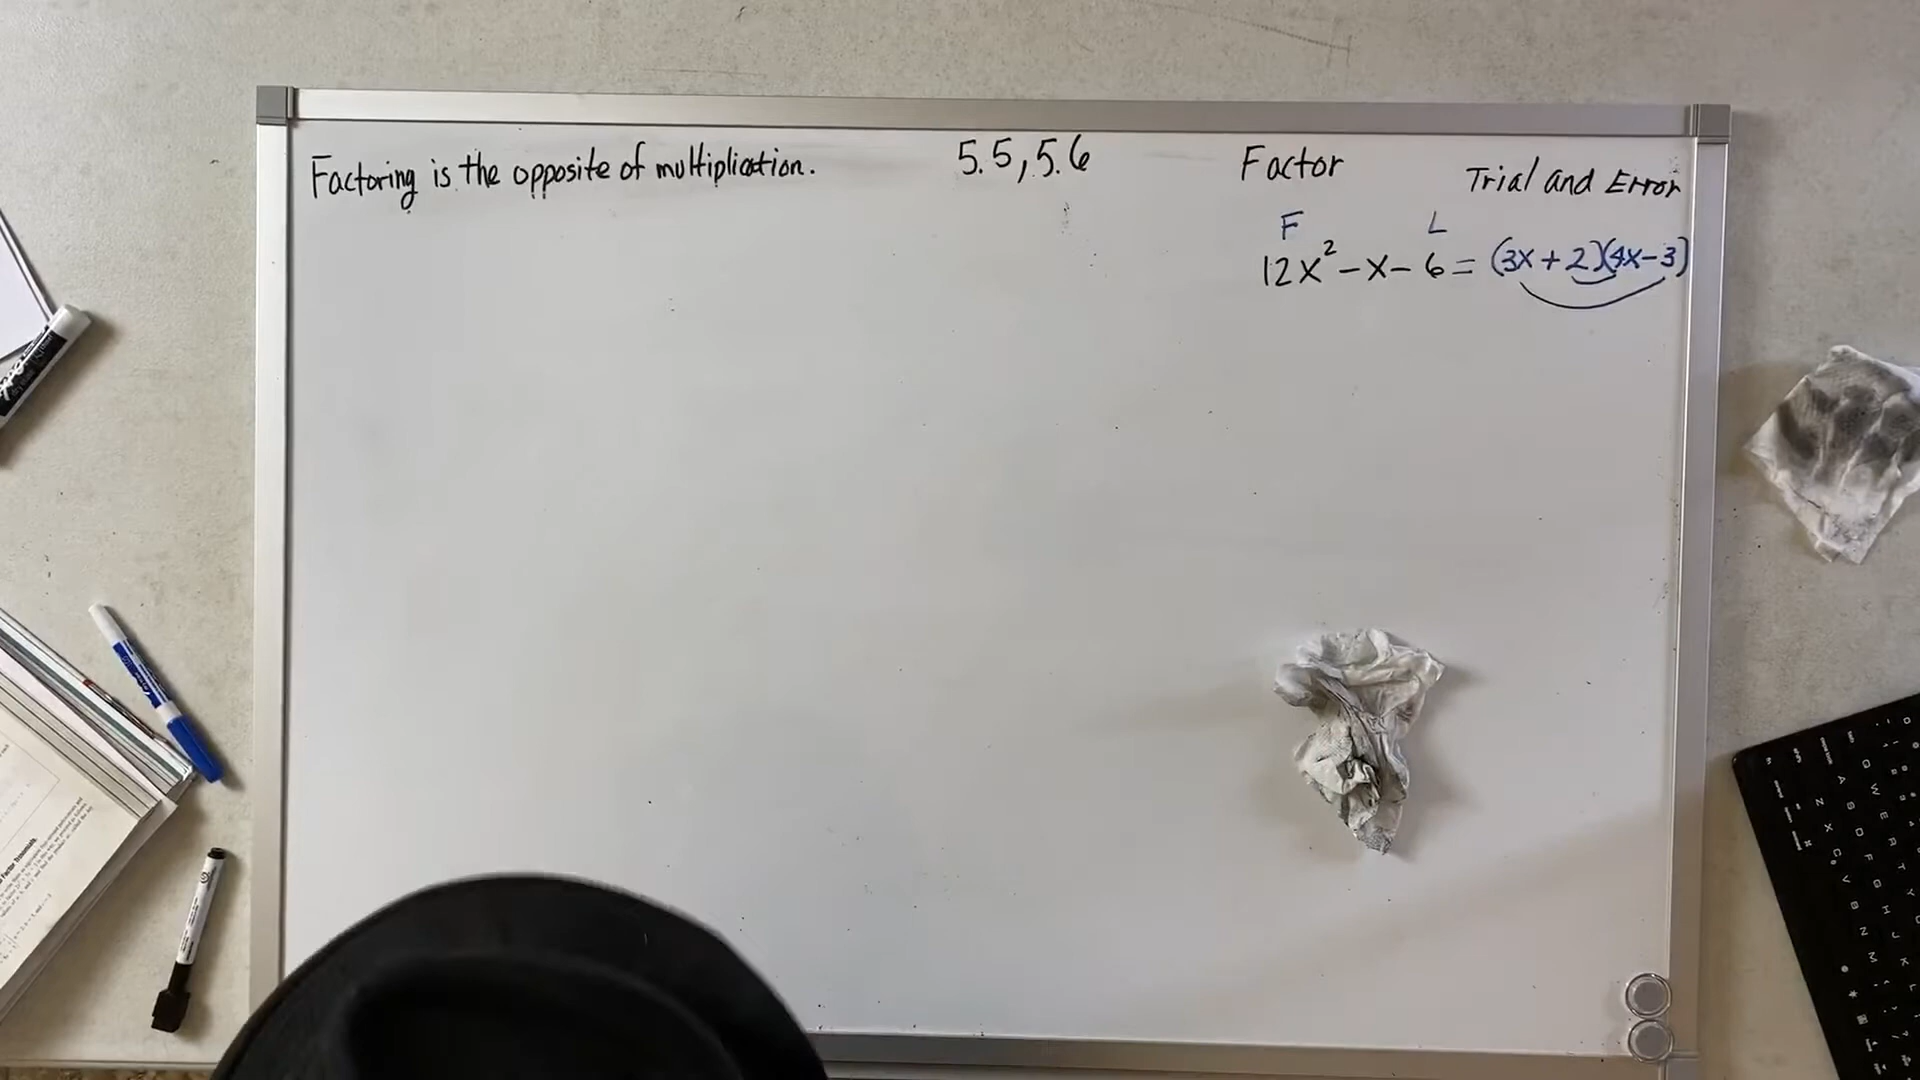 Factoring is the opposite of multiplication.
5.5, 5.6
Factor
Trial and Error
F L
12x² - x - 6 = (3x + 2)(4x - 3)